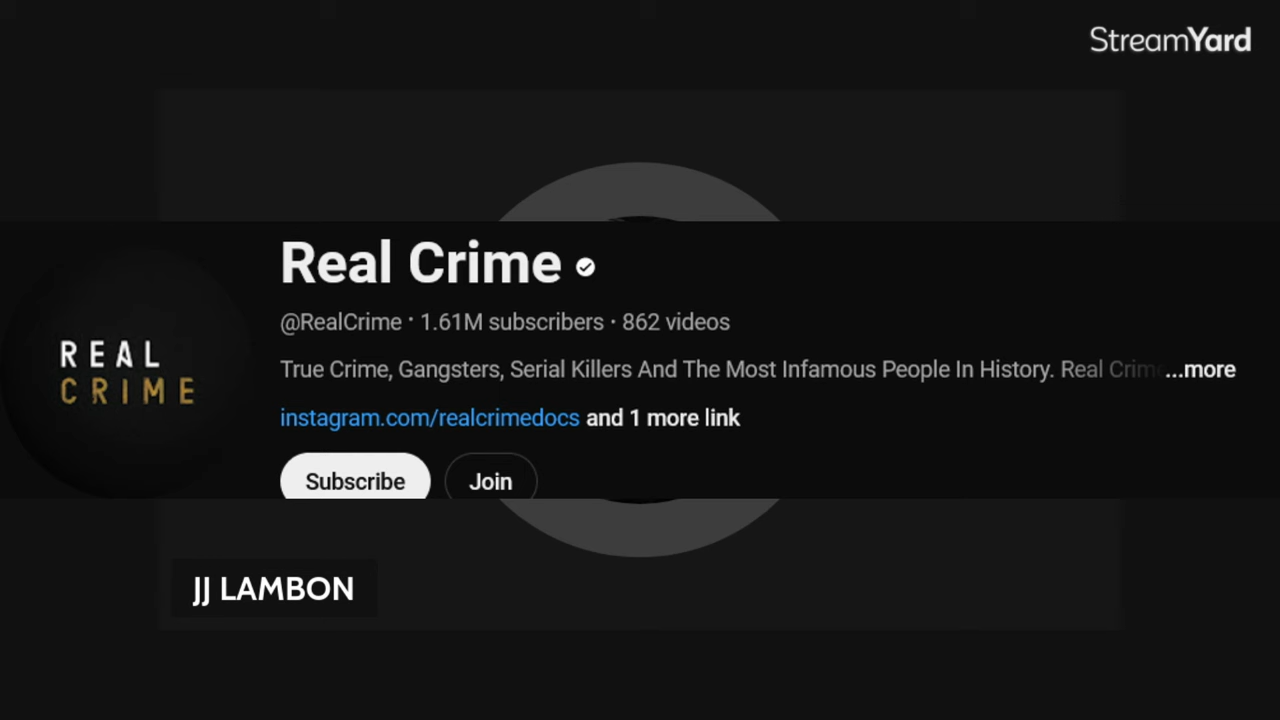 StreamYard
Real Crime
@RealCrime · 1.61M subscribers · 862 videos
REAL
CRIME
True Crime, Gangsters, Serial Killers And The Most Infamous People In History. Real Crime ...more
instagram.com/realcrimedocs and 1 more link
Subscribe Join
JJ LAMBON